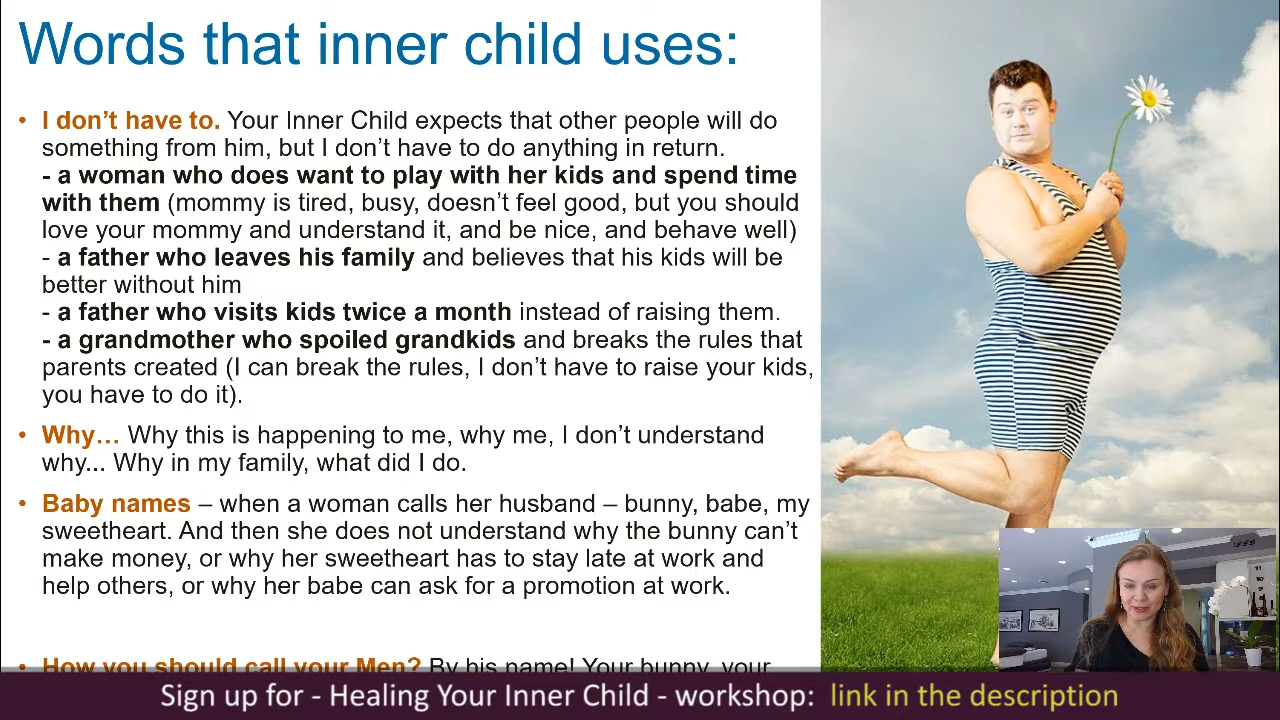 Words that inner child uses:
• I don’t have to. Your Inner Child expects that other people will do
something from him, but I don’t have to do anything in return.
- a woman who does want to play with her kids and spend time
with them (mommy is tired, busy, doesn’t feel good, but you should
love your mommy and understand it, and be nice, and behave well)
- a father who leaves his family and believes that his kids will be
better without him
- a father who visits kids twice a month instead of raising them.
- a grandmother who spoiled grandkids and breaks the rules that
parents created (I can break the rules, I don’t have to raise your kids,
you have to do it).
• Why… Why this is happening to me, why me, I don’t understand
why... Why in my family, what did I do.
• Baby names – when a woman calls her husband – bunny, babe, my
sweetheart. And then she does not understand why the bunny can’t
make money, or why her sweetheart has to stay late at work and
help others, or why her babe can ask for a promotion at work.
• How you should call your Men? By his name! Your bunny, your
Sign up for - Healing Your Inner Child - workshop: link in the description